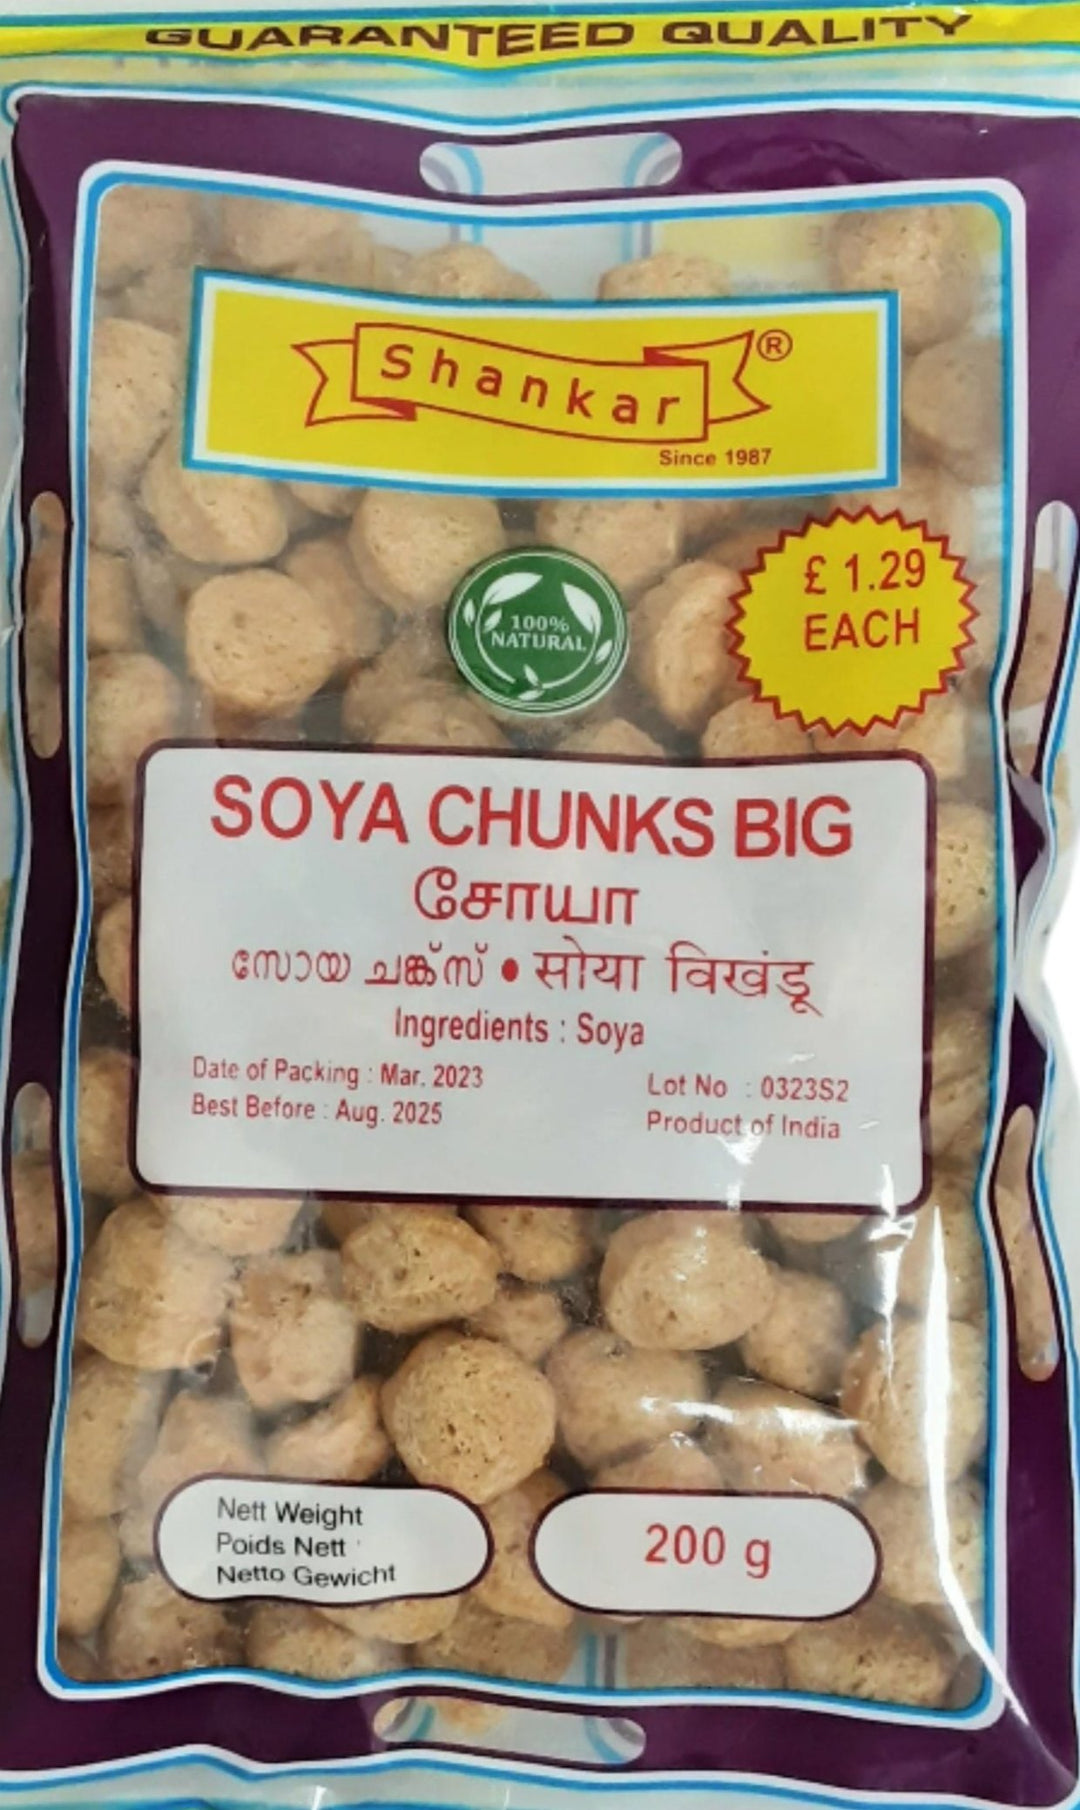 GUARANTEED QUALITY
Shankar ®
Since 1987
100%
NATURAL
£ 1.29
EACH
SOYA CHUNKS BIG
சோயா
സോയ ചങ്ക്സ് • सोया विखंडू
Ingredients : Soya
Date of Packing : Mar. 2023
Best Before : Aug. 2025
Lot No : 0323S2
Product of India
Nett Weight
Poids Nett
Netto Gewicht
200 g